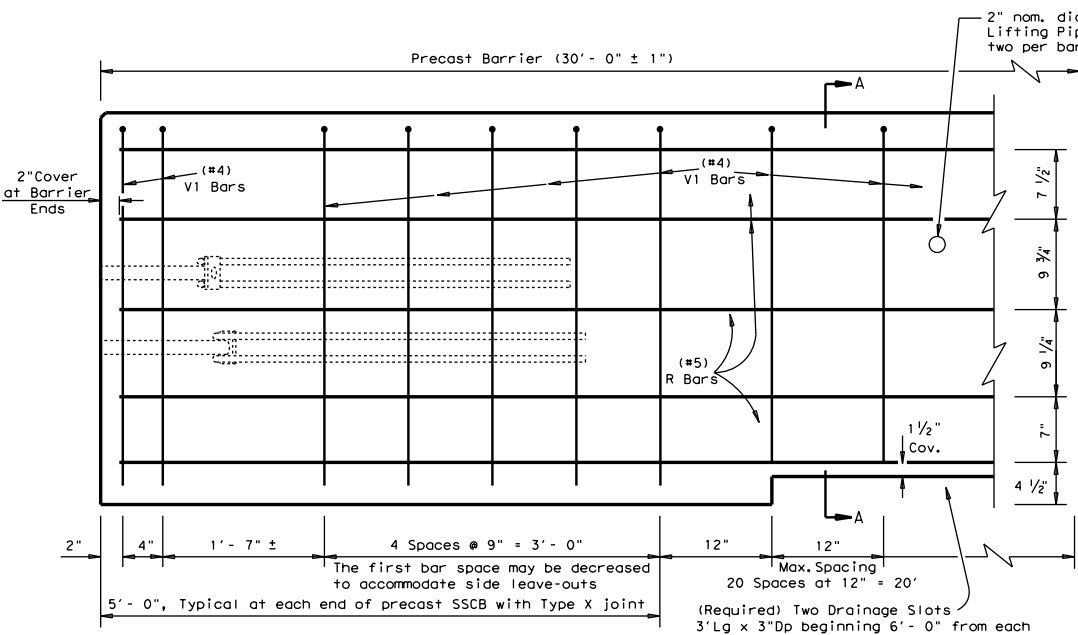 2" nom. dia
Lifting Pip
two per bar
Precast Barrier (30'- 0" ± 1")
A
(#4)
V1 Bars
(#4)
V1 Bars
2"Cover
at Barrier
Ends
7 1/2"
9 3/4"
9 1/4"
7"
4 1/2"
(#5)
R Bars
1 1/2"
Cov.
A
2"
4"
1'- 7" ±
4 Spaces @ 9" = 3'- 0"
12"
12"
The first bar space may be decreased
to accommodate side leave-outs
Max.Spacing
20 Spaces at 12" = 20'
5'- 0", Typical at each end of precast SSCB with Type X joint
(Required) Two Drainage Slots
3'Lg x 3"Dp beginning 6'- 0" from each